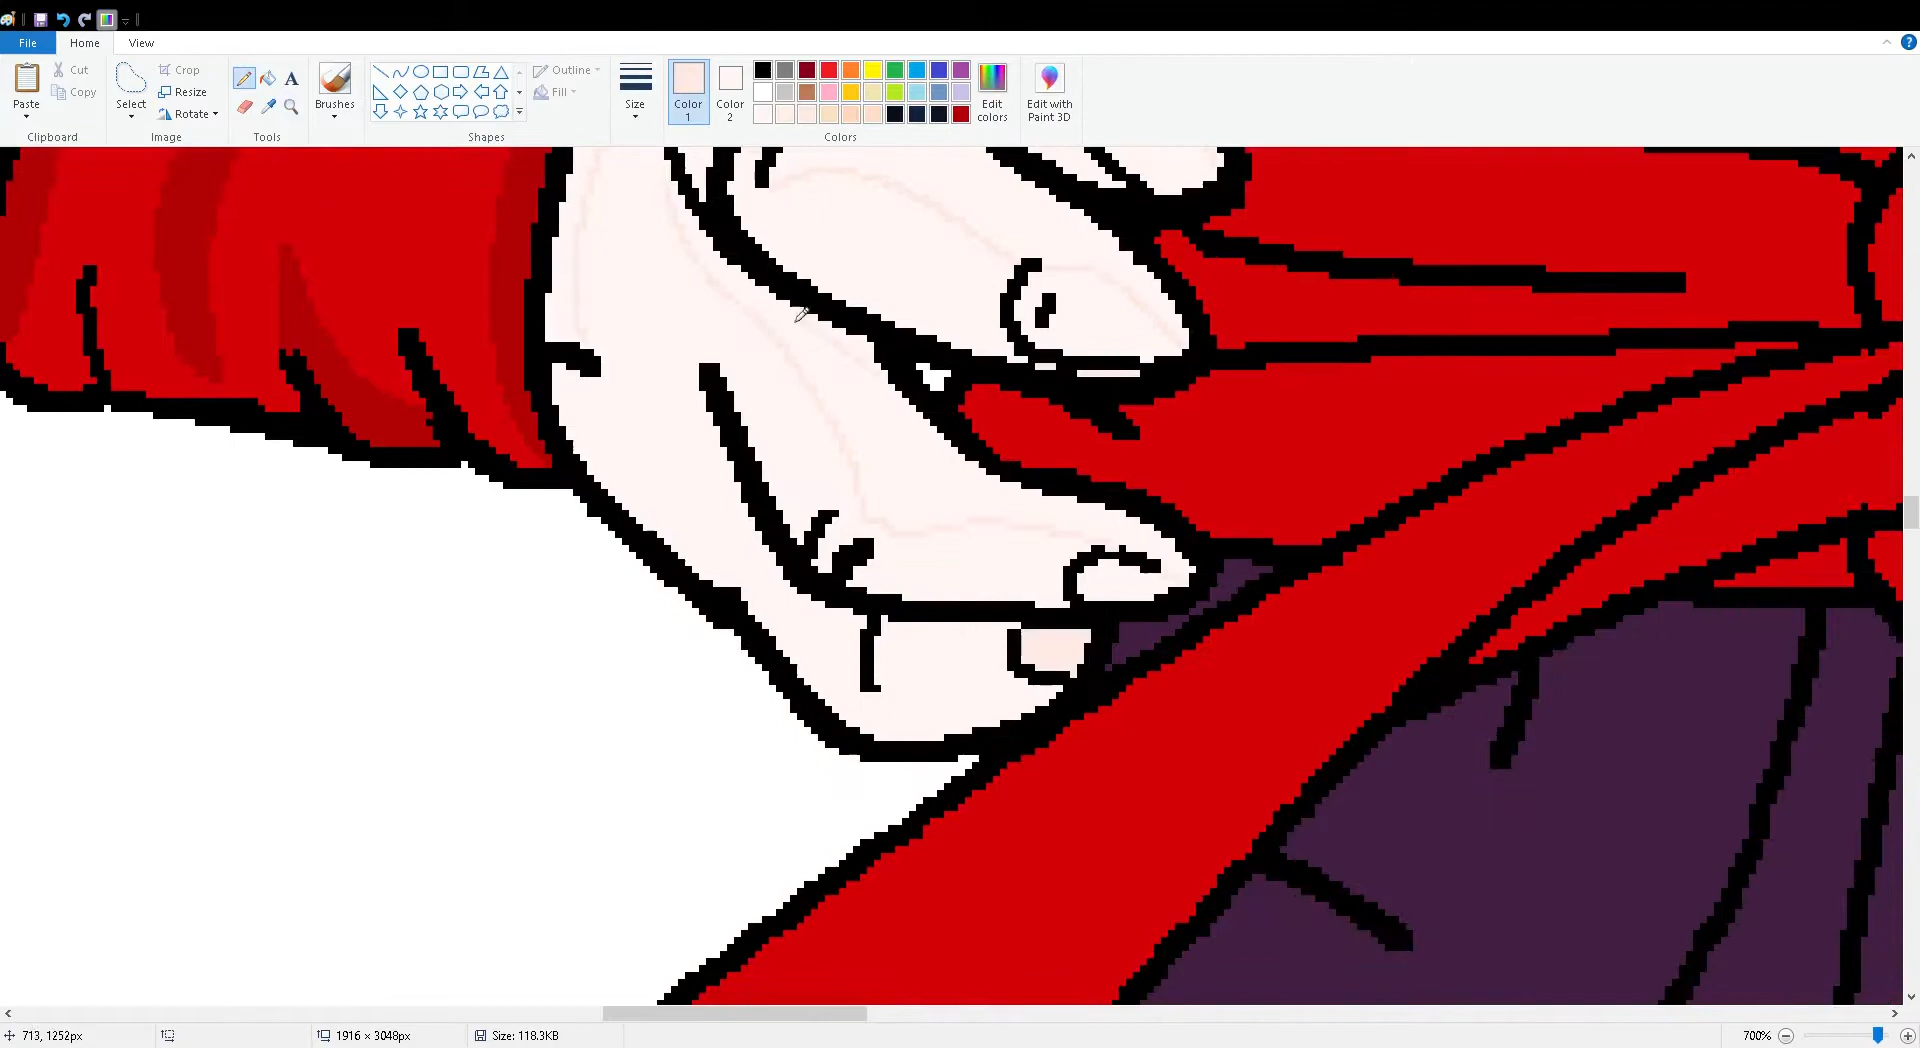 File Home View
Paste
Cut
Copy
Clipboard
Select
Crop
Resize
Rotate
Image
A
Tools
Brushes
Outline
Fill
Shapes
Size
Color
1
Color
2
Edit
colors
Colors
Edit with
Paint 3D
713, 1252px
1916 × 3048px
Size: 118.3KB
700%